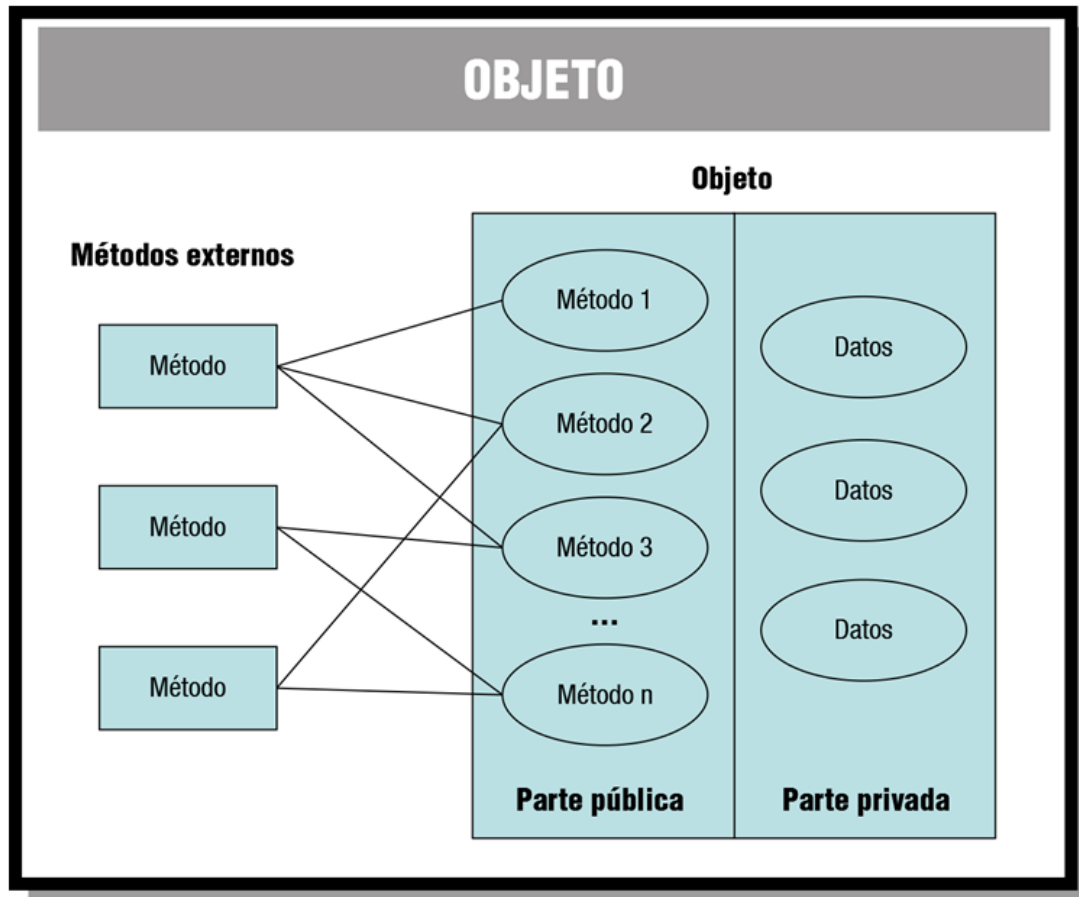 OBJETO
Objeto
Métodos externos
Método
Método
Método
Método 1
Método 2
Método 3
...
Método n
Parte pública
Datos
Datos
Datos
Parte privada